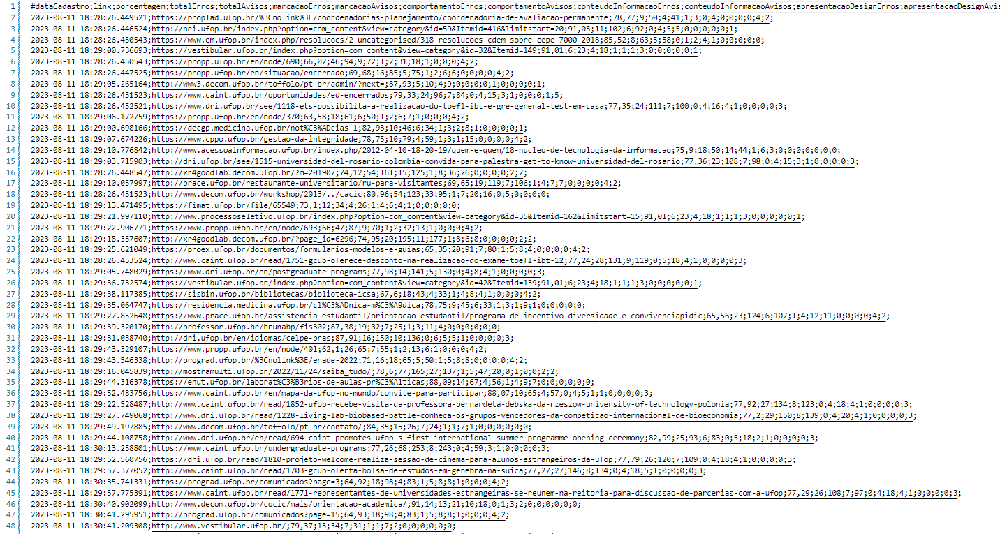 1 #dataCadastro;link;porcentagem;totalErros;totalAvisos;marcacaoErros;marcacaoAvisos;comportamentoErros;comportamentoAvisos;conteudoInformacaoErros;conteudoInformacaoAvisos;apresentacaoDesignErros;apresentacaoDesignAvis
2 2023-08-11 18:28:26.449521;https://proplad.ufop.br/%3Cnolink%3E/coordenadorias-planejamento/coordenadoria-de-avaliacao-permanente;78,77;9;50;4;41;1;3;0;4;0;0;0;0;4;2;
3 2023-08-11 18:28:26.446524;http://nei.ufop.br/index.php?option=com_content&view=category&id=59&Itemid=416&limitstart=20;91,05;11;102;6;92;0;4;5;5;0;0;0;0;0;1;
4 2023-08-11 18:28:26.450543;https://www.em.ufop.br/index.php/resolucoes/2-uncategorised/318-resolucoes-cdem-sobre-cepe-7000-2018;85,52;8;63;5;58;0;1;2;4;1;0;0;0;0;0;
5 2023-08-11 18:29:00.736693;https://vestibular.ufop.br/index.php?option=com_content&view=category&id=32&Itemid=149;91,01;6;23;4;18;1;1;1;3;0;0;0;0;0;1;
6 2023-08-11 18:28:26.450543;https://propp.ufop.br/en/node/690;66,02;46;94;9;72;1;2;31;18;1;0;0;0;4;2;
7 2023-08-11 18:28:26.447525;https://propp.ufop.br/en/situacao/encerrado;69,68;16;85;5;75;1;2;6;6;0;0;0;0;4;2;
8 2023-08-11 18:29:05.265164;http://www3.decom.ufop.br/toffolo/pt-br/admin/?next=;87,93;5;10;4;9;0;0;0;0;1;0;0;0;0;1;
9 2023-08-11 18:28:26.451523;https://www.caint.ufop.br/oportunidades/ed-encerrados;79,33;24;96;7;84;0;4;15;3;1;0;0;0;1;5;
10 2023-08-11 18:28:26.452521;https://www.dri.ufop.br/see/1118-ets-possibilita-a-realizacao-do-toefl-ibt-e-gre-general-test-em-casa;77,35;24;111;7;100;0;4;16;4;1;0;0;0;0;3;
11 2023-08-11 18:29:06.172759;https://propp.ufop.br/en/node/370;63,58;18;61;6;50;1;2;6;7;1;0;0;0;4;2;
12 2023-08-11 18:29:00.698166;https://decgp.medicina.ufop.br/not%C3%ADcias-1;82,93;10;46;6;34;1;3;2;8;1;0;0;0;0;1;
13 2023-08-11 18:29:07.674226;https://www.cppo.ufop.br/gestao-da-integridade;78,75;10;79;4;59;1;3;1;15;0;0;0;0;4;2;
14 2023-08-11 18:29:10.776842;http://www.acessoainformacao.ufop.br/index.php/2012-04-10-18-20-19/quem-e-quem/18-nucleo-de-tecnologia-da-informacao;75,9;18;50;14;44;1;6;3;0;0;0;0;0;0;0;
15 2023-08-11 18:29:03.715903;http://dri.ufop.br/see/1515-universidad-del-rosario-colombia-convida-para-palestra-get-to-know-universidad-del-rosario;77,36;23;108;7;98;0;4;15;3;1;0;0;0;0;3;
16 2023-08-11 18:28:26.448547;http://xr4goodlab.decom.ufop.br/?m=201907;74,12;54;161;15;125;1;8;36;26;0;0;0;0;2;2;
17 2023-08-11 18:29:10.057997;http://prace.ufop.br/restaurante-universitario/ru-para-visitantes;69,65;19;119;7;106;1;4;7;7;0;0;0;0;4;2;
18 2023-08-11 18:28:26.451523;https://www.decom.ufop.br/workshop/2013/../cacic;80,96;54;123;33;95;1;7;20;16;0;5;0;0;0;0;
19 2023-08-11 18:29:13.471495;https://fimat.ufop.br/file/65549;73,1;12;34;4;26;1;4;6;4;1;0;0;0;0;0;
20 2023-08-11 18:29:21.997110;http://www.processoseletivo.ufop.br/index.php?option=com_content&view=category&id=35&Itemid=162&limitstart=15;91,01;6;23;4;18;1;1;1;3;0;0;0;0;0;1;
21 2023-08-11 18:29:22.906771;https://www.propp.ufop.br/en/node/693;66;47;87;9;70;1;2;32;13;1;0;0;0;4;2;
22 2023-08-11 18:29:18.357607;http://xr4goodlab.decom.ufop.br/?page_id=6296;74,95;20;195;11;177;1;8;6;8;0;0;0;0;2;2;
23 2023-08-11 18:29:25.621049;https://proex.ufop.br/documentos/formularios-modelos-e-guias;65,35;20;91;7;80;1;5;8;4;0;0;0;0;4;2;
24 2023-08-11 18:28:26.453524;http://www.caint.ufop.br/read/1751-gcub-oferece-desconto-na-realizacao-do-exame-toefl-ibt-12;77,24;28;131;9;119;0;5;18;4;1;0;0;0;0;3;
25 2023-08-11 18:29:05.748029;https://www.dri.ufop.br/en/postgraduate-programs;77,98;14;141;5;130;0;4;8;4;1;0;0;0;0;3;
26 2023-08-11 18:29:36.732574;https://vestibular.ufop.br/index.php?option=com_content&view=category&id=42&Itemid=139;91,01;6;23;4;18;1;1;1;3;0;0;0;0;0;1;
27 2023-08-11 18:29:38.117385;https://sisbin.ufop.br/bibliotecas/biblioteca-icsa;67,6;18;43;4;33;1;4;8;4;1;0;0;0;4;2;
28 2023-08-11 18:29:35.064747;https://residencia.medicina.ufop.br/cl%C3%ADnica-m%C3%A9dica;78,75;9;45;6;33;1;3;1;9;1;0;0;0;0;0;
29 2023-08-11 18:29:27.852648;https://www.prace.ufop.br/assistencia-estudantil/orientacao-estudantil/programa-de-incentivo-diversidade-e-convivenciapidic;65,56;23;124;6;107;1;4;12;11;0;0;0;0;4;2;
30 2023-08-11 18:29:39.320170;http://professor.ufop.br/brunabp/fis302;87,38;19;32;7;25;1;3;11;4;0;0;0;0;0;0;
31 2023-08-11 18:29:31.038740;http://dri.ufop.br/en/idiomas/celpe-bras;87,91;16;150;10;136;0;6;5;5;1;0;0;0;0;3;
32 2023-08-11 18:29:43.329107;https://www.propp.ufop.br/en/node/401;62,1;26;65;7;55;1;2;13;6;1;0;0;0;4;2;
33 2023-08-11 18:29:43.546338;http://prograd.ufop.br/%3Cnolink%3E/enade-2022;71,16;18;65;5;50;1;5;8;8;0;0;0;0;4;2;
34 2023-08-11 18:29:16.045839;http://mostramulti.ufop.br/2022/11/24/saiba_tudo/;78,6;77;165;27;137;1;5;47;20;0;1;0;0;2;2;
35 2023-08-11 18:29:44.316378;https://enut.ufop.br/laborat%C3%B3rios-de-aulas-pr%C3%A1ticas;88,09;14;67;4;56;1;4;9;7;0;0;0;0;0;0;
36 2023-08-11 18:29:52.483756;https://www.caint.ufop.br/en/mapa-da-ufop-no-mundo/convite-para-participar;88,07;10;65;4;57;0;4;5;1;1;0;0;0;0;3;
37 2023-08-11 18:29:22.528487;http://www.caint.ufop.br/read/1852-ufop-recebe-visita-da-professora-bernardeta-debska-da-rzeszow-university-of-technology-polonia;77,92;27;134;8;123;0;4;18;4;1;0;0;0;0;3;
38 2023-08-11 18:29:27.749068;http://www.dri.ufop.br/read/1228-living-lab-biobased-battle-conheca-os-grupos-vencedores-da-competicao-internacional-de-bioeconomia;77,2;29;150;8;139;0;4;20;4;1;0;0;0;0;3;
39 2023-08-11 18:29:49.197885;http://www.decom.ufop.br/toffolo/pt-br/contato/;84,35;15;26;7;24;1;1;7;1;0;0;0;0;0;0;
40 2023-08-11 18:29:44.108758;http://www.dri.ufop.br/en/read/694-caint-promotes-ufop-s-first-international-summer-programme-opening-ceremony;82,99;25;93;6;83;0;5;18;2;1;0;0;0;0;3;
41 2023-08-11 18:30:13.258801;http://www.caint.ufop.br/undergraduate-programs;77,26;68;253;8;243;0;4;59;3;1;0;0;0;0;3;
42 2023-08-11 18:29:52.560756;https://dri.ufop.br/read/1810-projeto-welcome-realiza-sessao-de-cinema-para-alunos-estrangeiros-da-ufop;77,79;26;120;7;109;0;4;18;4;1;0;0;0;0;3;
43 2023-08-11 18:29:57.377052;https://www.caint.ufop.br/read/1703-gcub-oferta-bolsa-de-estudos-em-genebra-na-suica;77,27;27;146;8;134;0;4;18;5;1;0;0;0;0;3;
44 2023-08-11 18:30:35.741331;https://prograd.ufop.br/comunicados?page=3;64,92;18;98;4;83;1;5;8;8;1;0;0;0;4;2;
45 2023-08-11 18:29:57.775391;https://www.caint.ufop.br/read/1771-representantes-de-universidades-estrangeiras-se-reunem-na-reitoria-para-discussao-de-parcerias-com-a-ufop;77,29;26;108;7;97;0;4;18;4;1;0;0;0;0;3;
46 2023-08-11 18:30:40.902099;http://www.decom.ufop.br/cocic/mais/orientacao-academica/;91,14;13;21;10;18;0;1;3;2;0;0;0;0;0;0;
47 2023-08-11 18:30:41.295951;http://prograd.ufop.br/comunicados?page=15;64,93;18;98;4;83;1;5;8;8;1;0;0;0;4;2;
48 2023-08-11 18:30:41.209308;http://www.vestibular.ufop.br/;79,37;15;34;7;31;1;1;7;2;0;0;0;0;0;0;